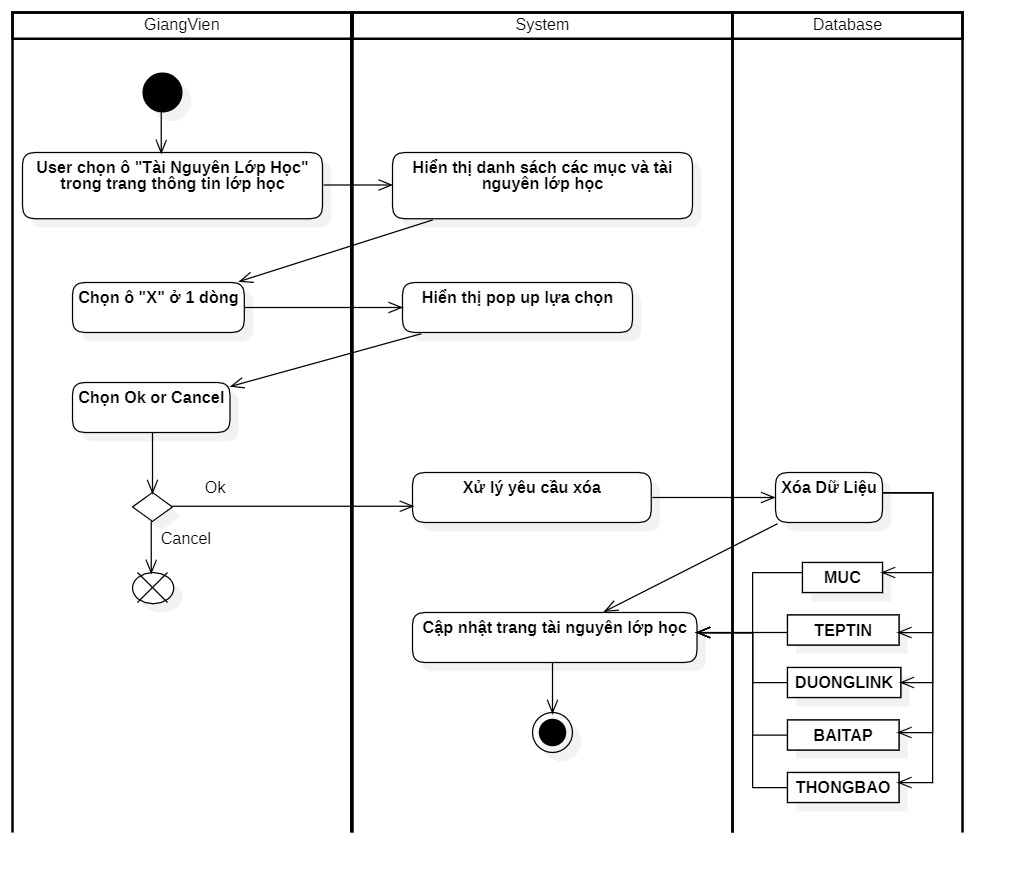 GiangVien
System
Database
User chọn ô "Tài Nguyên Lớp Học"
trong trang thông tin lớp học
Hiển thị danh sách các mục và tài
nguyên lớp học
Chọn ô "X" ở 1 dòng
Hiển thị pop up lựa chọn
Chọn Ok or Cancel
Ok
Xử lý yêu cầu xóa
Xóa Dữ Liệu
Cancel
MUC
Cập nhật trang tài nguyên lớp học
TEPTIN
DUONGLINK
BAITAP
THONGBAO